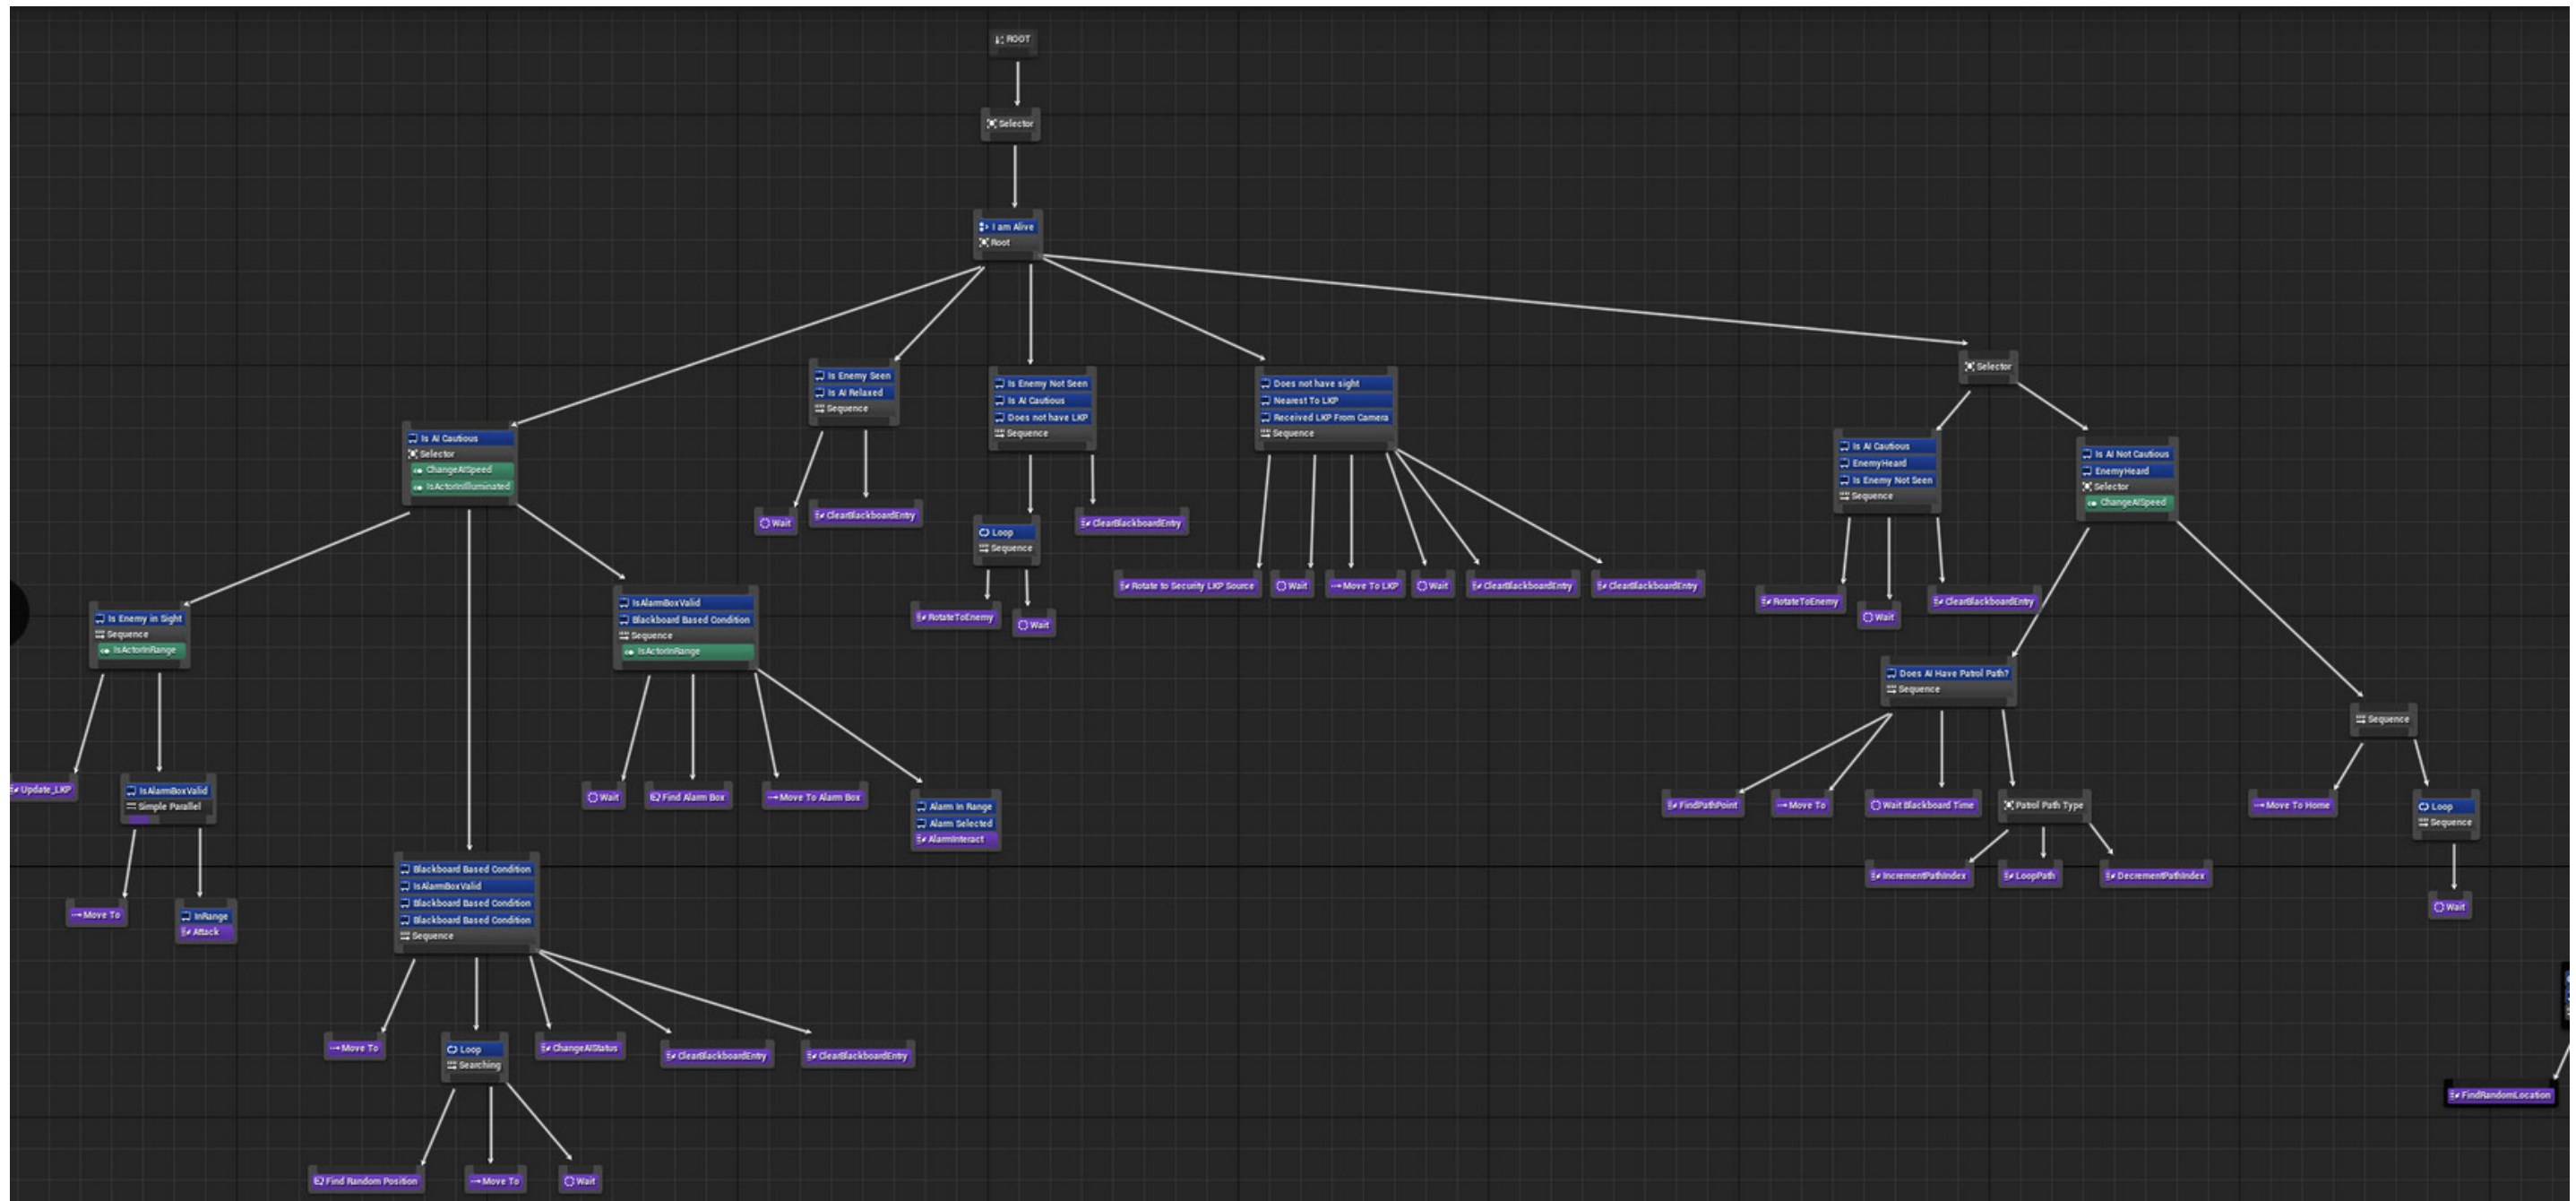 ROOT
Selector
I am Alive
Root
Is AI Cautious
Selector
ChangeAISpeed
IsActorInIlluminated
Is Enemy Seen
Is AI Relaxed
Sequence
Is Enemy Not Seen
Is AI Cautious
Does not have LKP
Sequence
Does not have sight
Nearest To LKP
Received LKP From Camera
Sequence
Selector
Is AI Cautious
EnemyHeard
Is Enemy Not Seen
Sequence
Is AI Not Cautious
EnemyHeard
Selector
ChangeAISpeed
Wait
ClearBlackboardEntry
Loop
Sequence
ClearBlackboardEntry
RotateToEnemy
Wait
Rotate to Security LKP Source
Wait
Move To LKP
Wait
ClearBlackboardEntry
ClearBlackboardEntry
RotateToEnemy
Wait
ClearBlackboardEntry
Is Enemy in Sight
Sequence
IsActorInRange
IsAlarmBoxValid
Blackboard Based Condition
Sequence
IsActorInRange
Does AI Have Patrol Path?
Sequence
Sequence
Update_LKP
IsAlarmBoxValid
Simple Parallel
Wait
Find Alarm Box
Move To Alarm Box
Alarm In Range
Alarm Selected
AlarmInteract
FindPathPoint
Move To
Wait Blackboard Time
Patrol Path Type
Move To Home
Loop
Sequence
IncrementPathIndex
LoopPath
DecrementPathIndex
Wait
Move To
InRange
Attack
Blackboard Based Condition
IsAlarmBoxValid
Blackboard Based Condition
Blackboard Based Condition
Sequence
Move To
Loop
Searching
ChangeAIStatus
ClearBlackboardEntry
ClearBlackboardEntry
FindRandomLocation
Find Random Position
Move To
Wait